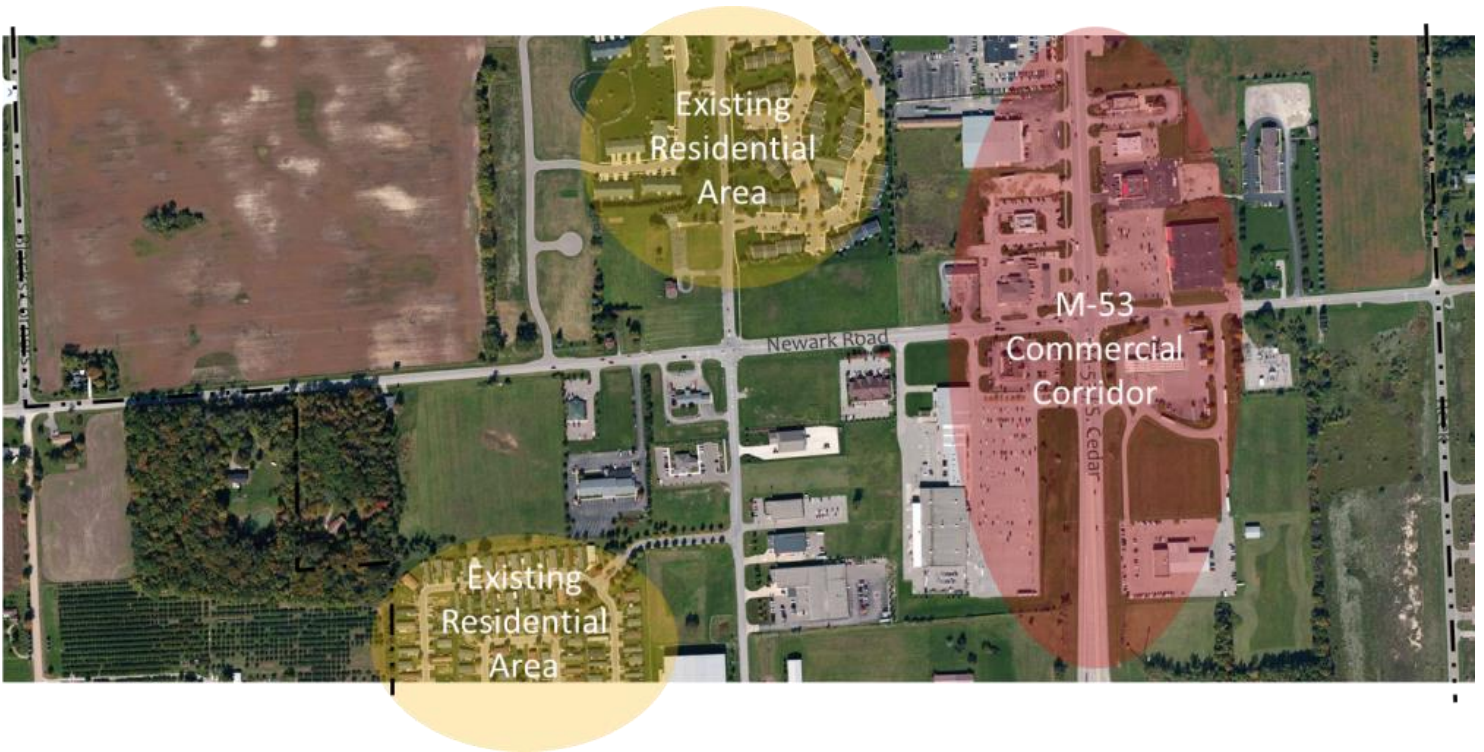 Existing
Residential
Area
Newark Road
M-53
Commercial
Corridor
S. Cedar
Existing
Residential
Area